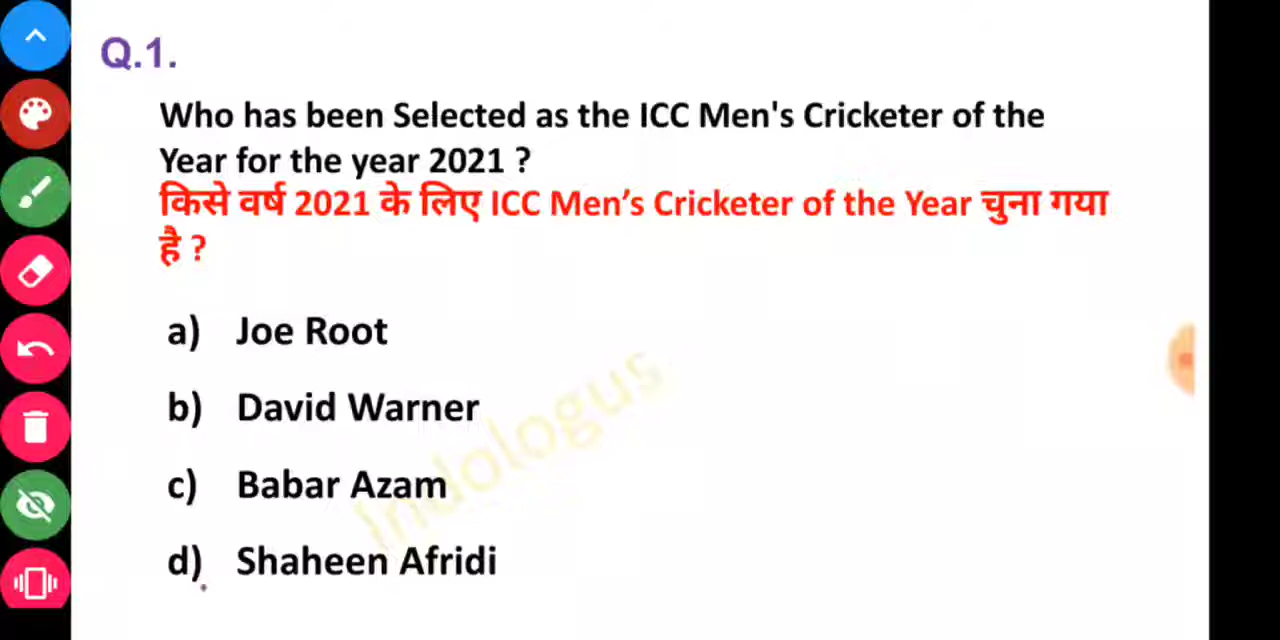 Q.1.
Who has been Selected as the ICC Men's Cricketer of the
Year for the year 2021 ?
किसे वर्ष 2021 के लिए ICC Men’s Cricketer of the Year चुना गया
है ?
a) Joe Root
b) David Warner
c) Babar Azam
d) Shaheen Afridi
Indologus